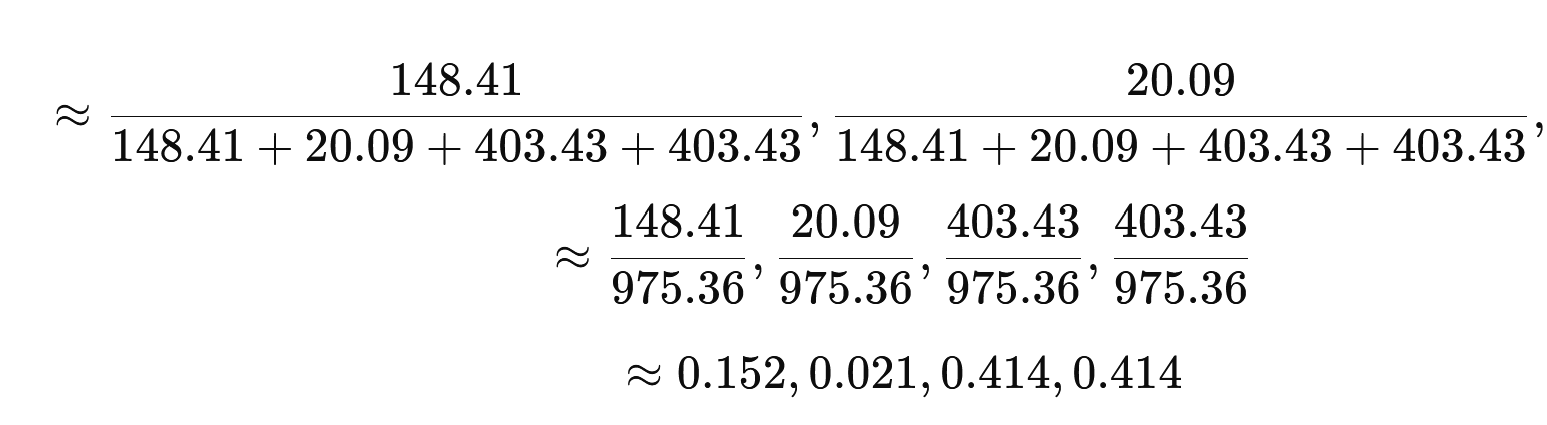 ≈ 148.41 / (148.41 + 20.09 + 403.43 + 403.43), 20.09 / (148.41 + 20.09 + 403.43 + 403.43),
≈ 148.41/975.36, 20.09/975.36, 403.43/975.36, 403.43/975.36
≈ 0.152, 0.021, 0.414, 0.414